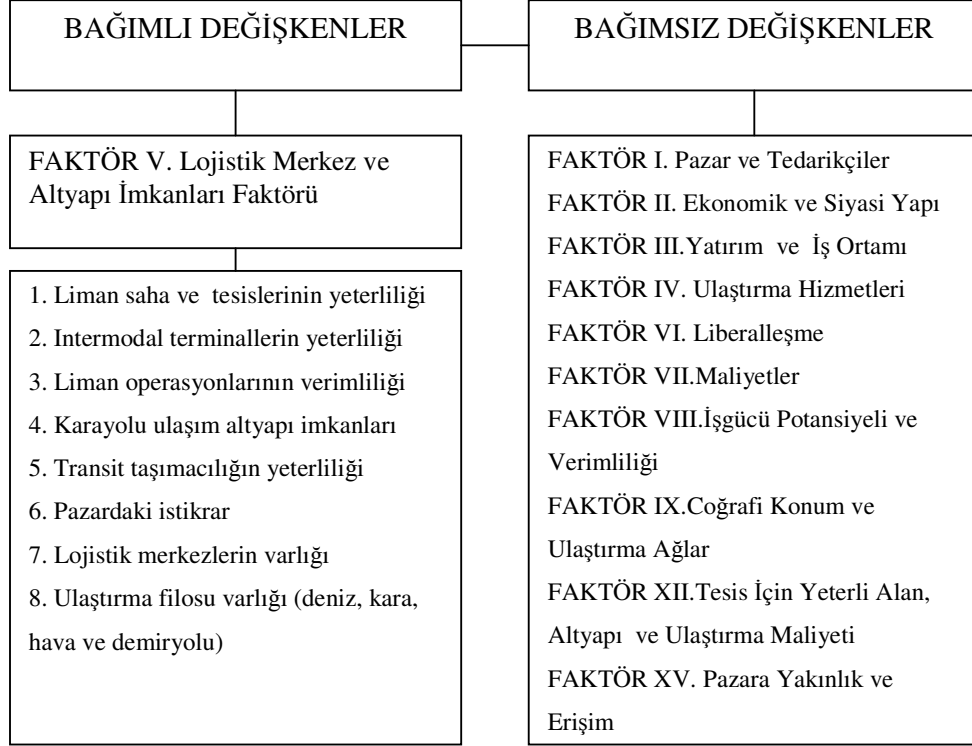 BAĞIMLI DEĞİŞKENLER
FAKTÖR V. Lojistik Merkez ve
Altyapı İmkanları Faktörü
1. Liman saha ve tesislerinin yeterliliği
2. Intermodal terminallerin yeterliliği
3. Liman operasyonlarının verimliliği
4. Karayolu ulaşım altyapı imkanları
5. Transit taşımacılığın yeterliliği
6. Pazardaki istikrar
7. Lojistik merkezlerin varlığı
8. Ulaştırma filosu varlığı (deniz, kara,
hava ve demiryolu)
BAĞIMSIZ DEĞİŞKENLER
FAKTÖR I. Pazar ve Tedarikçiler
FAKTÖR II. Ekonomik ve Siyasi Yapı
FAKTÖR III.Yatırım ve İş Ortamı
FAKTÖR IV. Ulaştırma Hizmetleri
FAKTÖR VI. Liberalleşme
FAKTÖR VII.Maliyetler
FAKTÖR VIII.İşgücü Potansiyeli ve
Verimliliği
FAKTÖR IX.Coğrafi Konum ve
Ulaştırma Ağlar
FAKTÖR XII.Tesis İçin Yeterli Alan,
Altyapı ve Ulaştırma Maliyeti
FAKTÖR XV. Pazara Yakınlık ve
Erişim